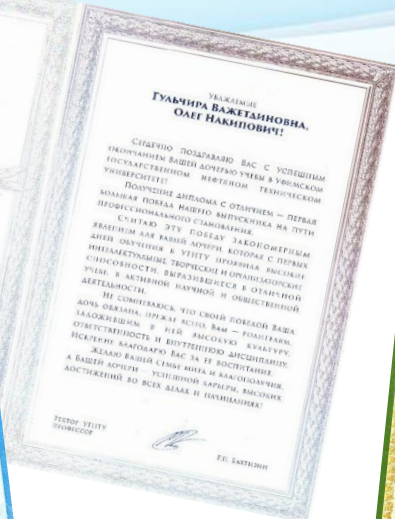 УВАЖАЕМЫЕ
ГУЛЬЧИРА ВАЖЕТДИНОВНА,
ОЛЕГ НАКИПОВИЧ!
СЕРДЕЧНО ПОЗДРАВЛЯЮ ВАС С УСПЕШНЫМ
ОКОНЧАНИЕМ ВАШЕЙ ДОЧЕРЬЮ УЧЕБЫ В УФИМСКОМ
ГОСУДАРСТВЕННОМ НЕФТЯНОМ ТЕХНИЧЕСКОМ
УНИВЕРСИТЕТЕ!
ПОЛУЧЕНИЕ ДИПЛОМА С ОТЛИЧИЕМ — ПЕРВАЯ
БОЛЬШАЯ ПОБЕДА НАШЕГО ВЫПУСКНИКА НА ПУТИ
ПРОФЕССИОНАЛЬНОГО СТАНОВЛЕНИЯ.
СЧИТАЮ ЭТУ ПОБЕДУ ЗАКОНОМЕРНЫМ
ЯВЛЕНИЕМ ДЛЯ ВАШЕЙ ДОЧЕРИ, КОТОРАЯ С ПЕРВЫХ
ДНЕЙ ОБУЧЕНИЯ В УГНТУ ПРОЯВИЛА ВЫСОКИЕ
ИНТЕЛЛЕКТУАЛЬНЫЕ, ТВОРЧЕСКИЕ И ОРГАНИЗАТОРСКИЕ
СПОСОБНОСТИ, ВЫРАЗИВШИЕСЯ В ОТЛИЧНОЙ
УЧЕБЕ, В АКТИВНОЙ НАУЧНОЙ И ОБЩЕСТВЕННОЙ
ДЕЯТЕЛЬНОСТИ.
НЕ СОМНЕВАЮСЬ, ЧТО СВОЕЙ ПОБЕДОЙ ВАША
ДОЧЬ ОБЯЗАНА, ПРЕЖДЕ ВСЕГО, ВАМ — РОДИТЕЛЯМ,
ЗАЛОЖИВШИМ В НЕЙ ВЫСОКУЮ КУЛЬТУРУ,
ОТВЕТСТВЕННОСТЬ И ВНУТРЕННЮЮ ДИСЦИПЛИНУ.
ИСКРЕННЕ БЛАГОДАРЮ ВАС ЗА ЕЕ ВОСПИТАНИЕ.
ЖЕЛАЮ ВАШЕЙ СЕМЬЕ МИРА И БЛАГОПОЛУЧИЯ,
А ВАШЕЙ ДОЧЕРИ — УСПЕШНОЙ КАРЬЕРЫ, ВЫСОКИХ
ДОСТИЖЕНИЙ ВО ВСЕХ ДЕЛАХ И НАЧИНАНИЯХ!
РЕКТОР УГНТУ
ПРОФЕССОР
Р.Н. БАХТИЗИН